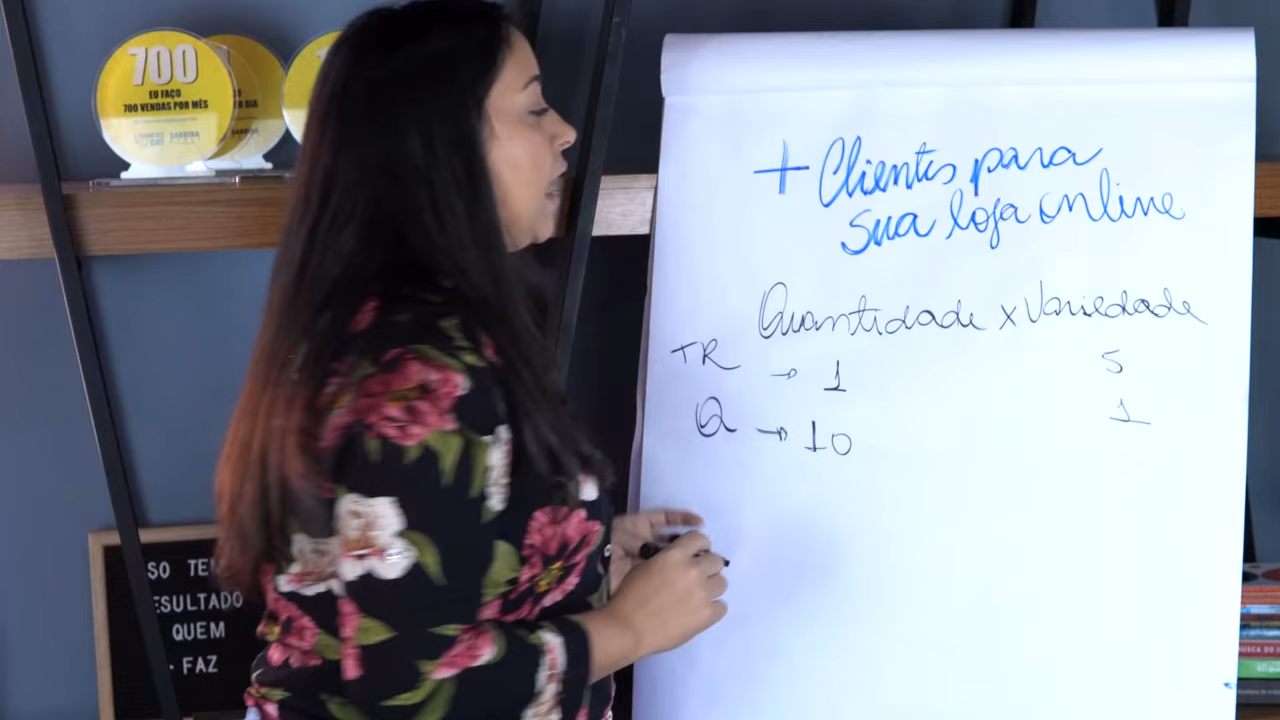 700
EU FAÇO
700 VENDAS POR MÊS
DIA
+ Clientes para
sua loja online
Quantidade x Variedade
TR → 1 5
Q → 10 1
SO TE
ESULTADO
QUEM
FAZ